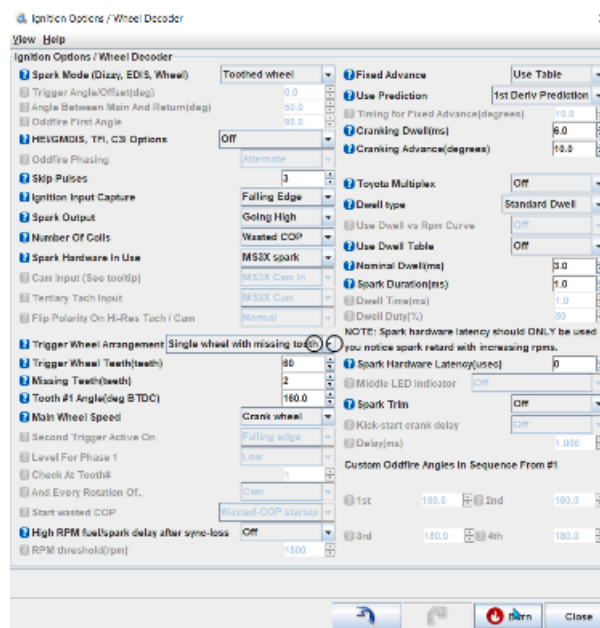 Ignition Options / Wheel Decoder
View Help
Ignition Options / Wheel Decoder
Spark Mode (Dizzy, EDIS, Wheel) Toothed wheel
Trigger Angle/Offset(deg) 0.0
Angle Between Main And Return(deg) 60.0
Oddfire First Angle 90.0
HEI/GMDIS, TFI, C3I Options Off
Oddfire Phasing Alternate
Skip Pulses 3
Ignition Input Capture Falling Edge
Spark Output Going High
Number Of Coils Wasted COP
Spark Hardware In Use MS3X spark
Cam Input (See tooltip) MS3X Cam In
Tertiary Tach Input MS3X Cam
Flip Polarity On Hi-Res Tach / Cam Normal
Trigger Wheel Arrangement Single wheel with missing tooth
Trigger Wheel Teeth(teeth) 60
Missing Teeth(teeth) 2
Tooth #1 Angle(deg BTDC) 160.0
Main Wheel Speed Crank wheel
Second Trigger Active On Falling edge
Level For Phase 1 Low
Check At Tooth# 1
And Every Rotation Of.. Cam
Start wasted COP Wasted-COP startup
High RPM fuel/spark delay after sync-loss Off
RPM threshold(rpm) 1500
Fixed Advance Use Table
Use Prediction 1st Deriv Prediction
Timing for Fixed Advance(degrees) 10.0
Cranking Dwell(ms) 6.0
Cranking Advance(degrees) 10.0
Toyota Multiplex Off
Dwell type Standard Dwell
Use Dwell vs Rpm Curve Off
Use Dwell Table Off
Nominal Dwell(ms) 3.0
Spark Duration(ms) 1.0
Dwell Time(ms) 1.0
Dwell Duty(%) 50
NOTE: Spark hardware latency should ONLY be used
you notice spark retard with increasing rpms.
Spark Hardware Latency(usec) 0
Middle LED Indicator Off
Spark Trim Off
Kick-start crank delay Off
Delay(ms) 1.000
Custom Oddfire Angles In Sequence From #1
1st 180.0 2nd 180.0
3rd 180.0 4th 180.0
Burn Close